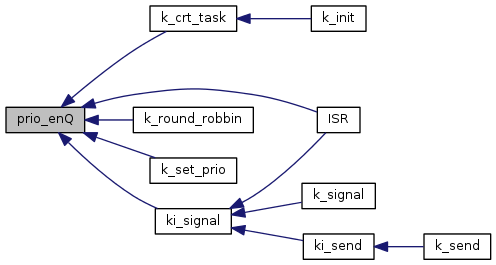 k_crt_task
k_init
prio_enQ
k_round_robbin
ISR
k_set_prio
ki_signal
k_signal
ki_send
k_send